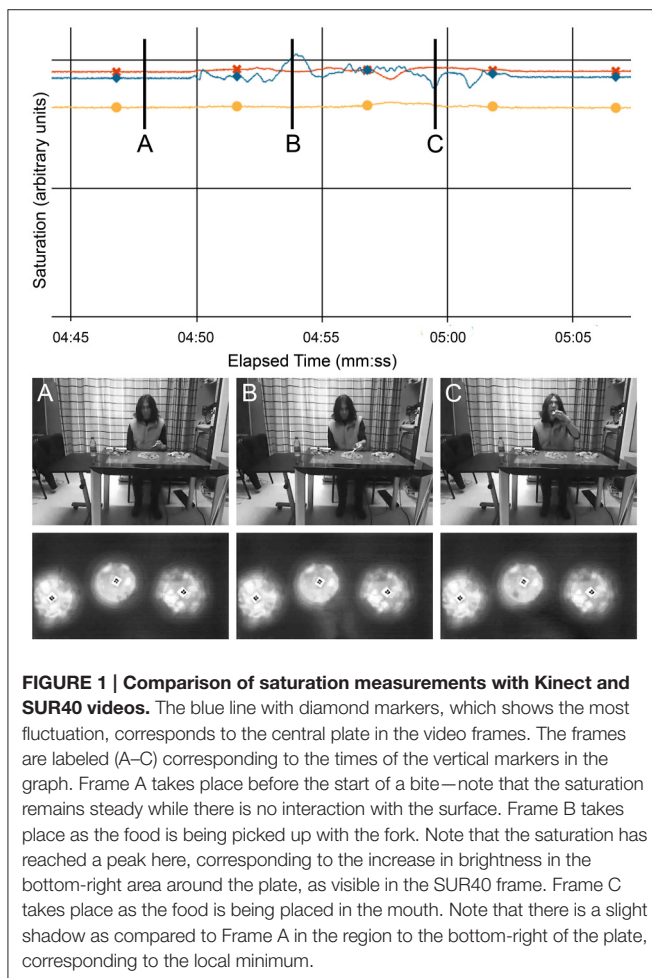 Saturation (arbitrary units)
A
B
C
04:45
04:50
04:55
05:00
05:05
Elapsed Time (mm:ss)
A
B
C
FIGURE 1 | Comparison of saturation measurements with Kinect and
SUR40 videos. The blue line with diamond markers, which shows the most
fluctuation, corresponds to the central plate in the video frames. The frames
are labeled (A–C) corresponding to the times of the vertical markers in the
graph. Frame A takes place before the start of a bite—note that the saturation
remains steady while there is no interaction with the surface. Frame B takes
place as the food is being picked up with the fork. Note that the saturation has
reached a peak here, corresponding to the increase in brightness in the
bottom-right area around the plate, as visible in the SUR40 frame. Frame C
takes place as the food is being placed in the mouth. Note that there is a slight
shadow as compared to Frame A in the region to the bottom-right of the plate,
corresponding to the local minimum.